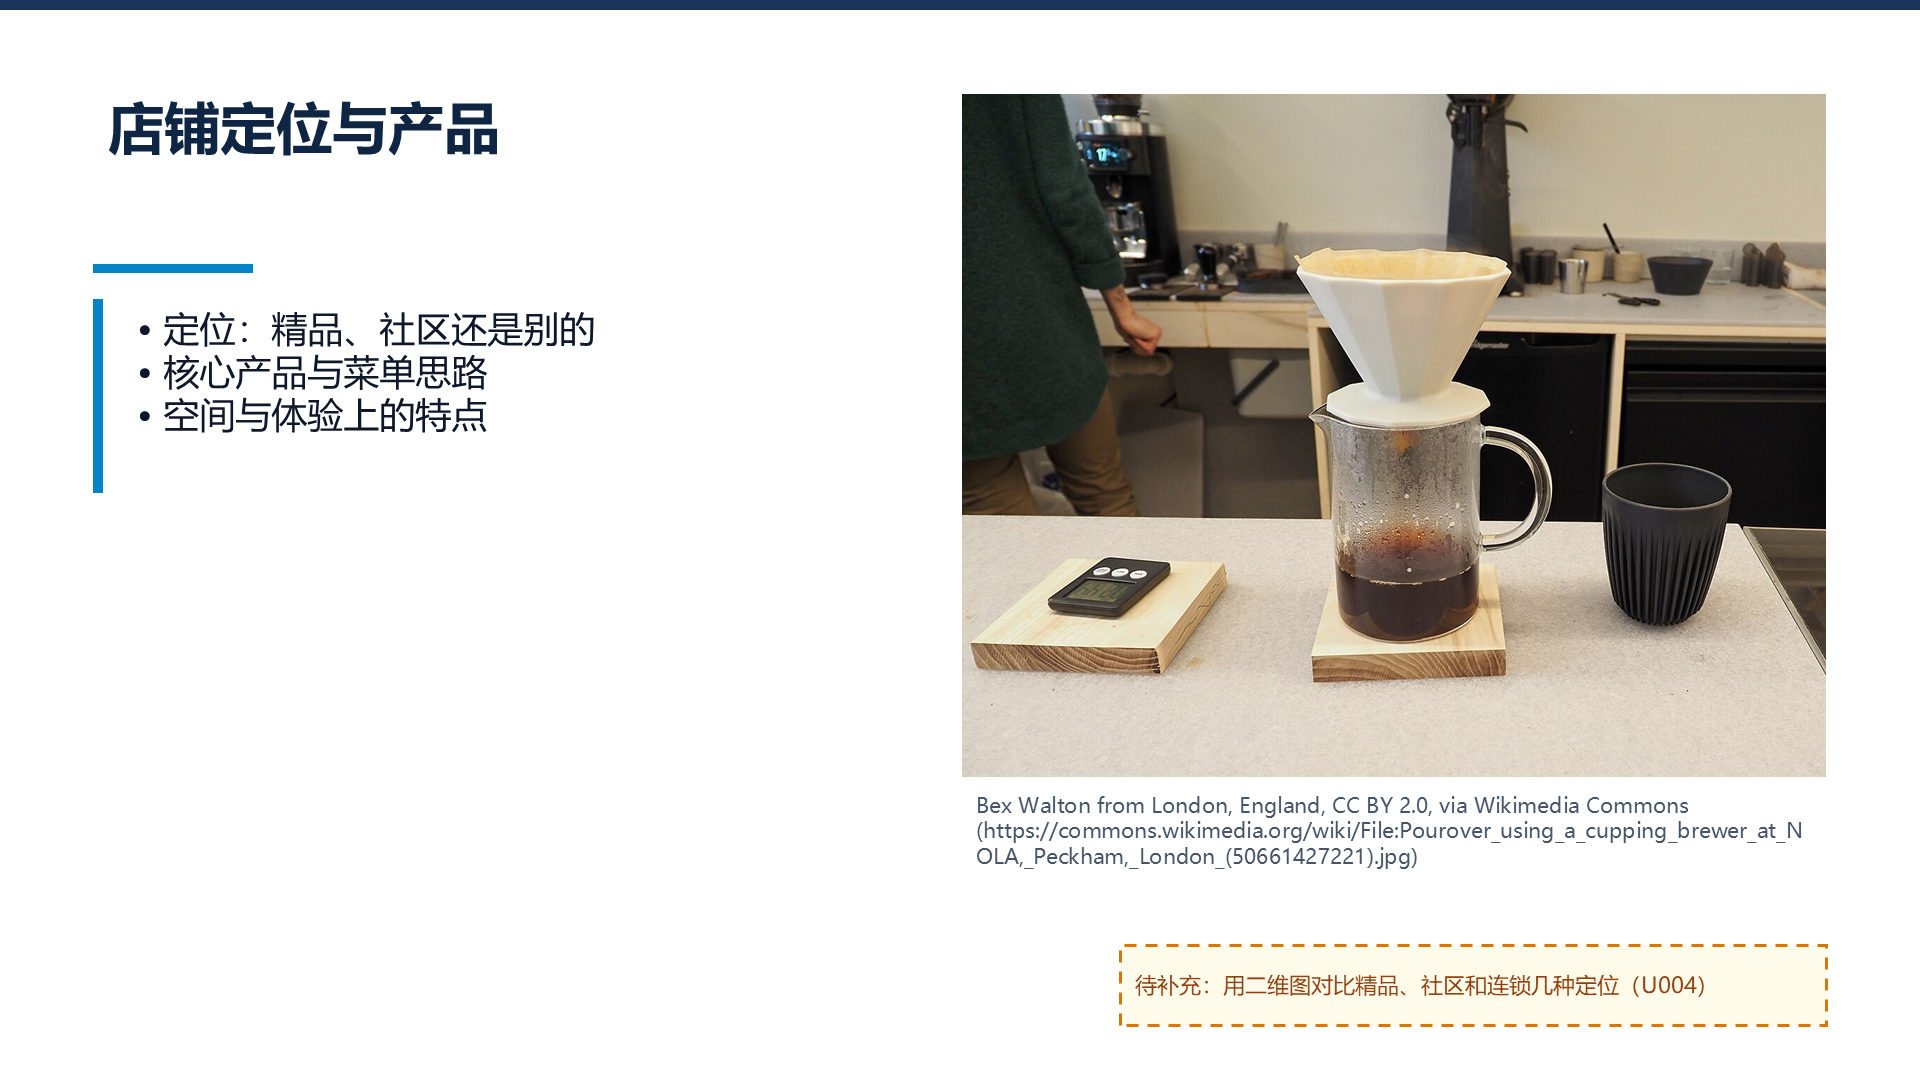 店铺定位与产品
• 定位：精品、社区还是别的
• 核心产品与菜单思路
• 空间与体验上的特点
17
Bex Walton from London, England, CC BY 2.0, via Wikimedia Commons
(https://commons.wikimedia.org/wiki/File:Pourover_using_a_cupping_brewer_at_N
OLA,_Peckham,_London_(50661427221).jpg)
待补充：用二维图对比精品、社区和连锁几种定位（U004）